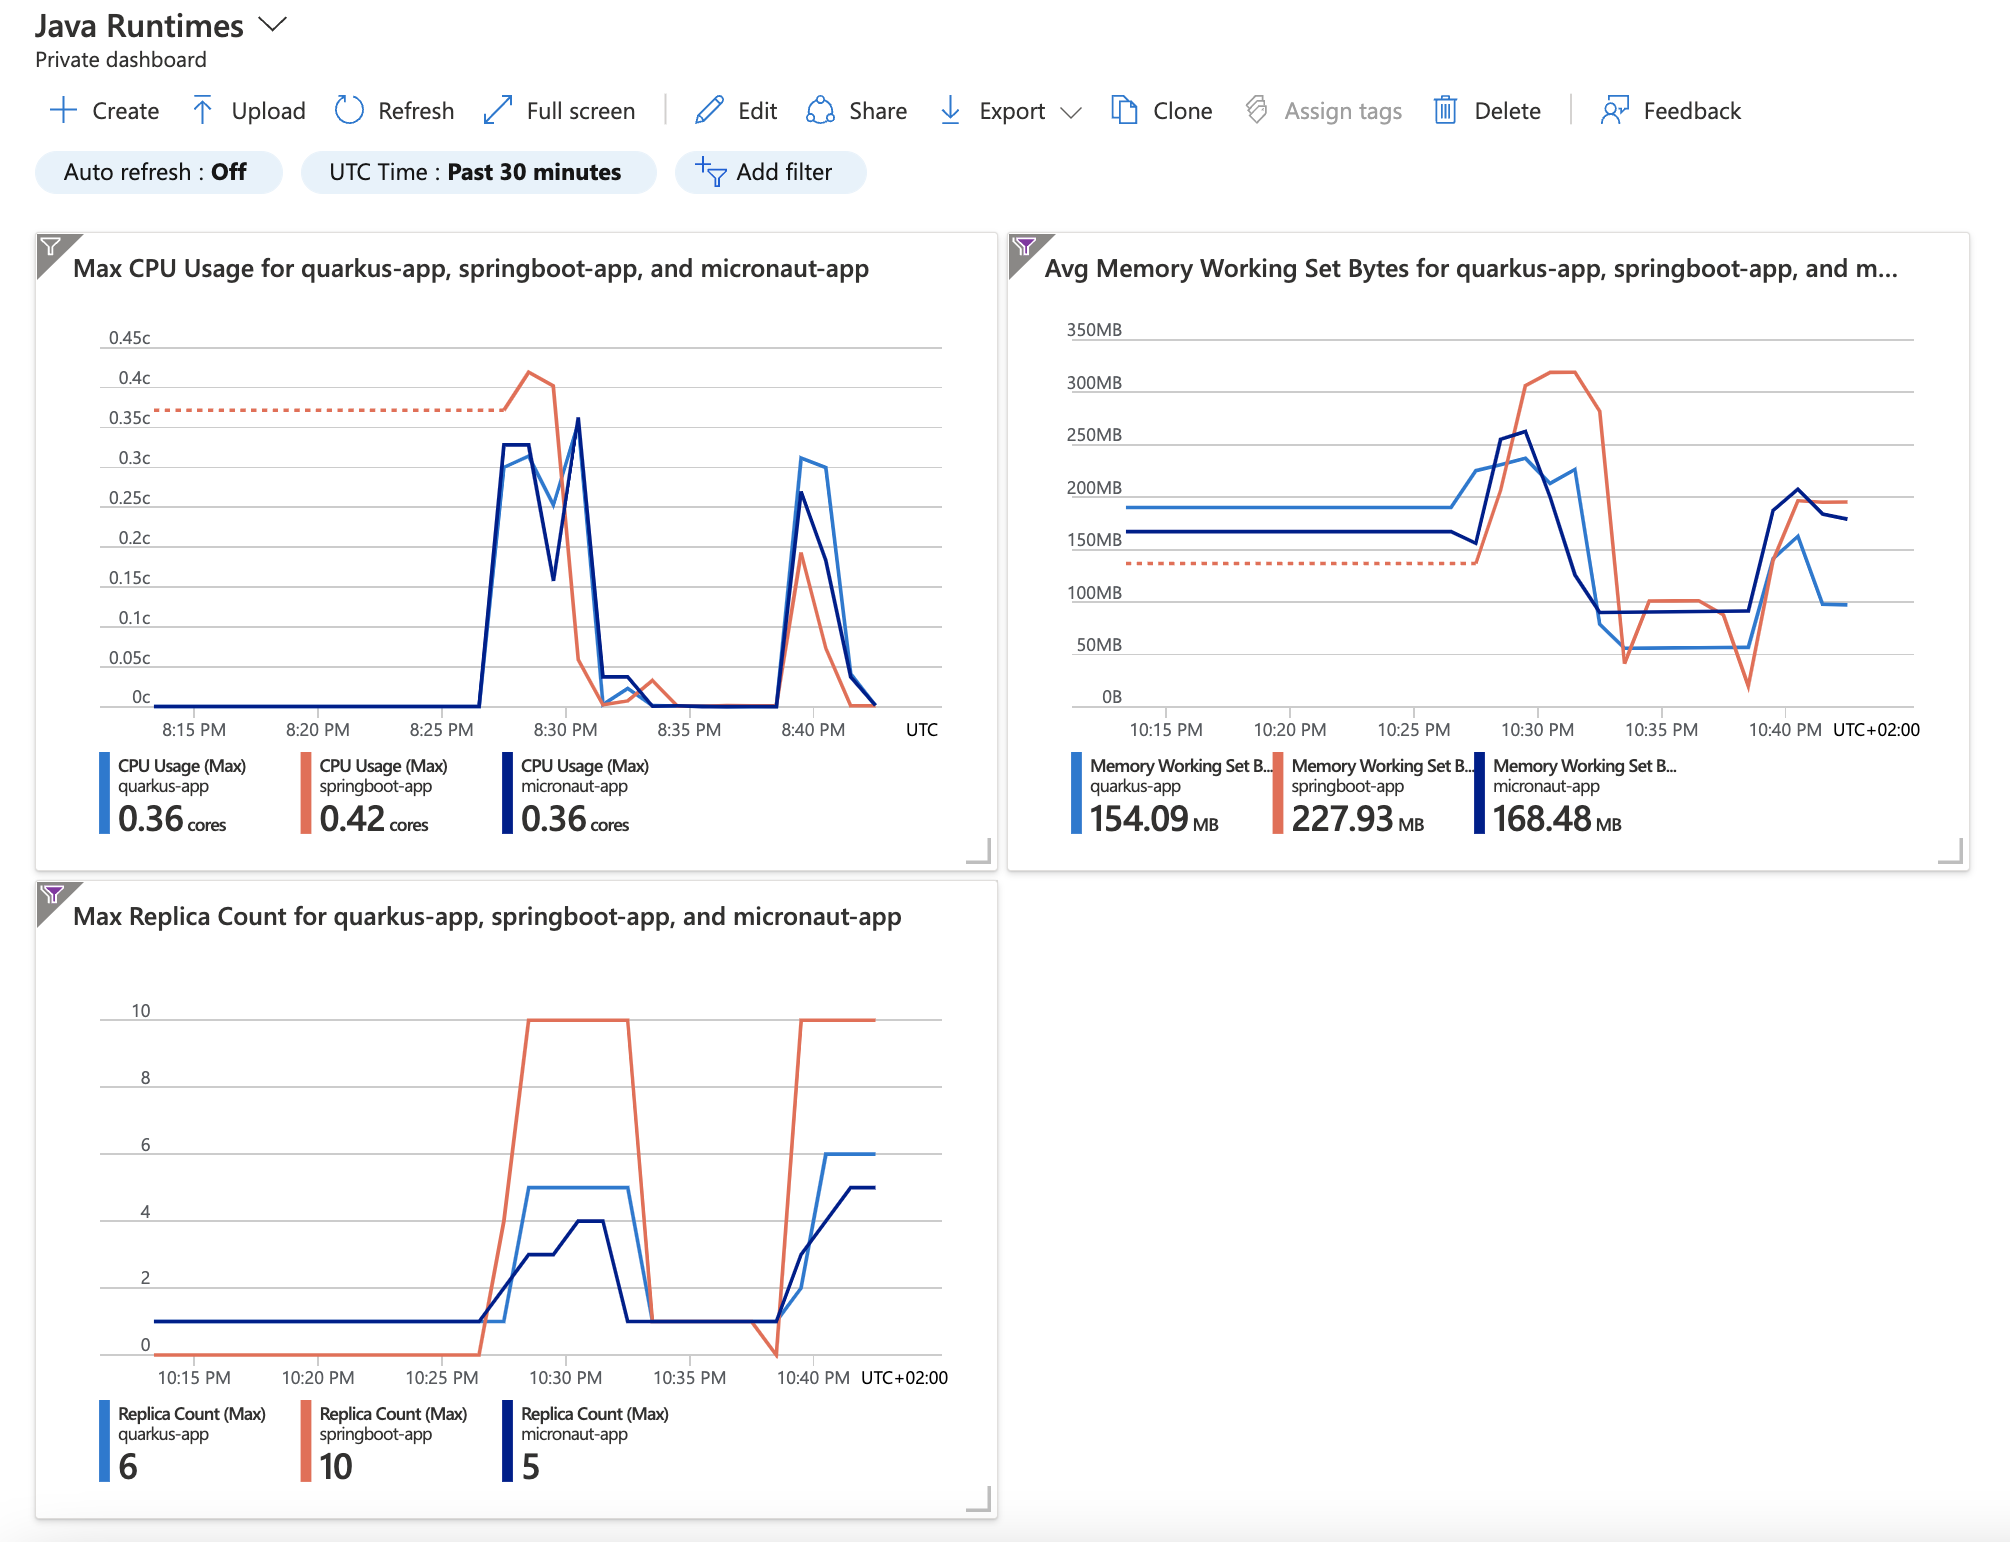 Java Runtimes
Private dashboard
Create Upload Refresh Full screen Edit Share Export Clone Assign tags Delete Feedback
Auto refresh : Off UTC Time : Past 30 minutes Add filter
Max CPU Usage for quarkus-app, springboot-app, and micronaut-app
0.45c
0.4c
0.35c
0.3c
0.25c
0.2c
0.15c
0.1c
0.05c
0c
8:15 PM 8:20 PM 8:25 PM 8:30 PM 8:35 PM 8:40 PM UTC
CPU Usage (Max) CPU Usage (Max) CPU Usage (Max)
quarkus-app springboot-app micronaut-app
0.36 cores 0.42 cores 0.36 cores
Avg Memory Working Set Bytes for quarkus-app, springboot-app, and m...
350MB
300MB
250MB
200MB
150MB
100MB
50MB
0B
10:15 PM 10:20 PM 10:25 PM 10:30 PM 10:35 PM 10:40 PM UTC+02:00
Memory Working Set B... Memory Working Set B... Memory Working Set B...
quarkus-app springboot-app micronaut-app
154.09 MB 227.93 MB 168.48 MB
Max Replica Count for quarkus-app, springboot-app, and micronaut-app
10
8
6
4
2
0
10:15 PM 10:20 PM 10:25 PM 10:30 PM 10:35 PM 10:40 PM UTC+02:00
Replica Count (Max) Replica Count (Max) Replica Count (Max)
quarkus-app springboot-app micronaut-app
6 10 5